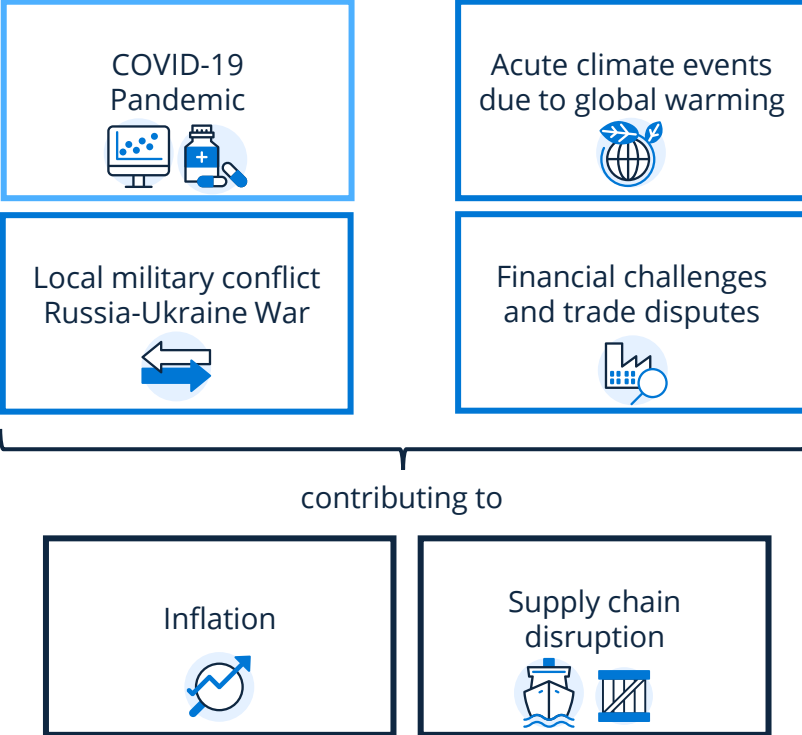 COVID-19
Pandemic
Acute climate events
due to global warming
Local military conflict
Russia-Ukraine War
Financial challenges
and trade disputes
contributing to
Inflation
Supply chain
disruption